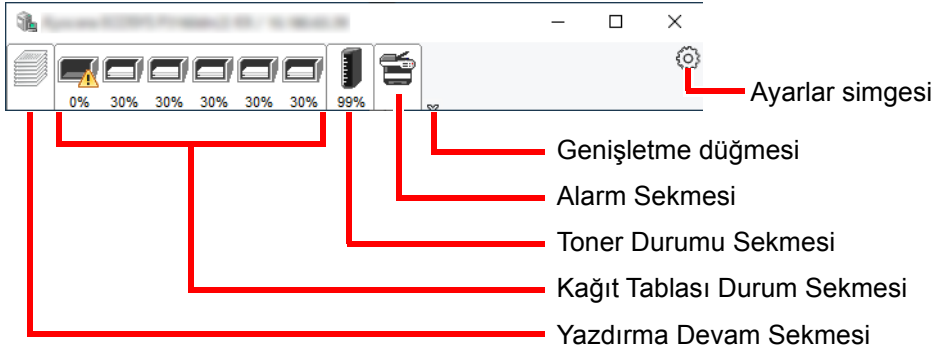 0% 30% 30% 30% 30% 30% 99%
Ayarlar simgesi
Genişletme düğmesi
Alarm Sekmesi
Toner Durumu Sekmesi
Kağıt Tablası Durum Sekmesi
Yazdırma Devam Sekmesi